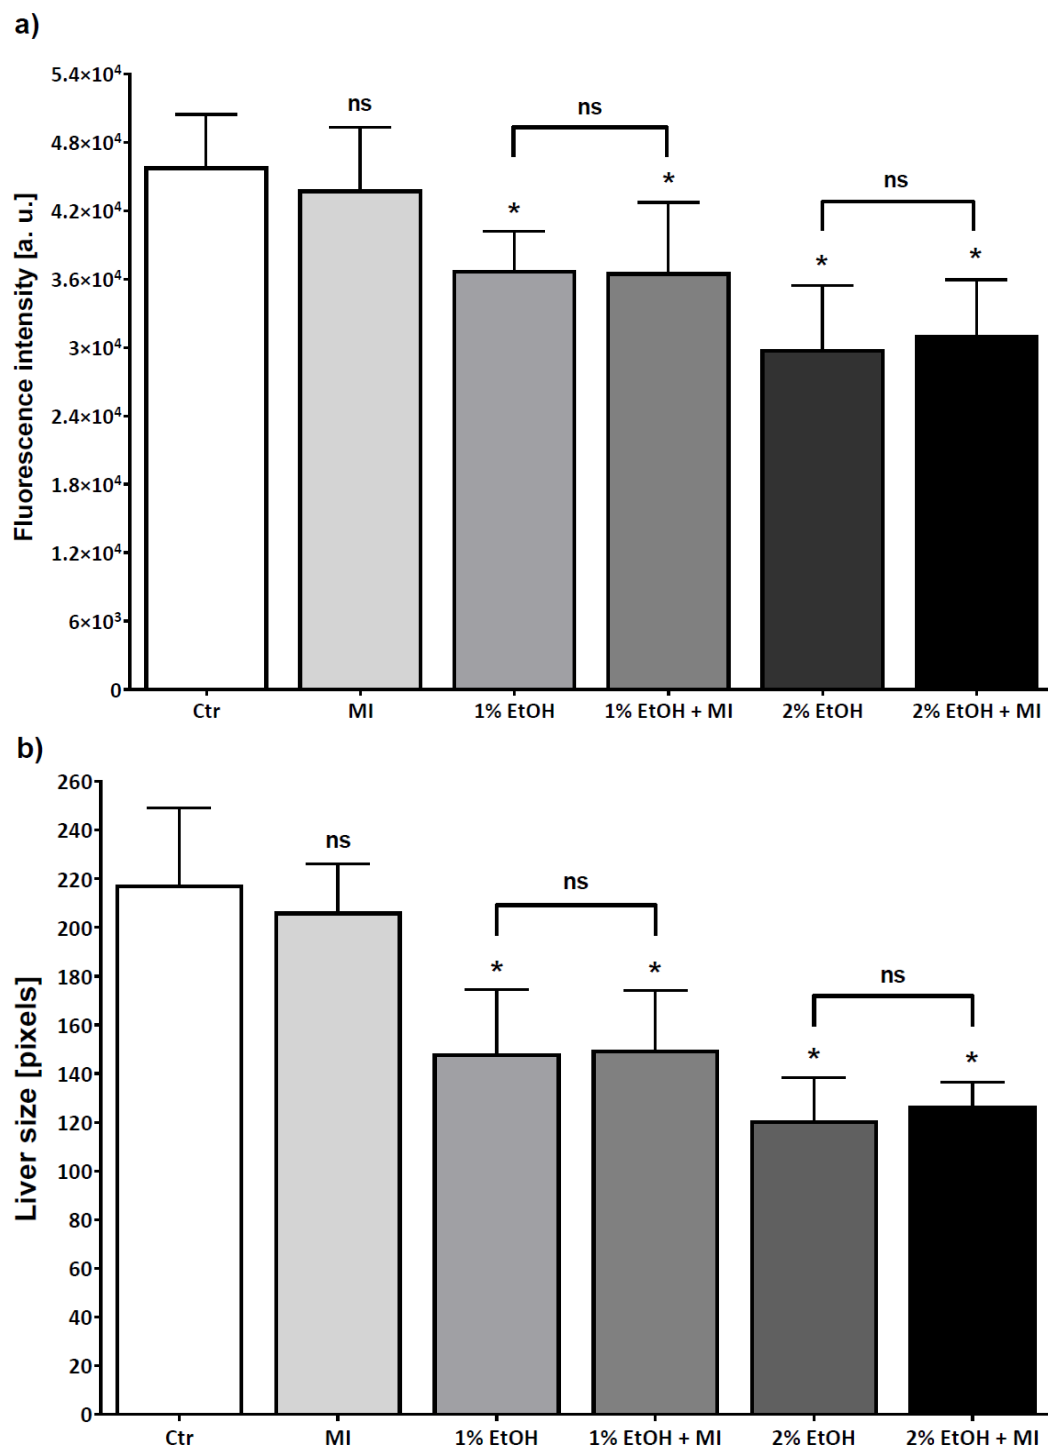 a)
Fluorescence intensity [a. u.]
5.4×10⁴
4.8×10⁴
4.2×10⁴
3.6×10⁴
3×10⁴
2.4×10⁴
1.8×10⁴
1.2×10⁴
6×10³
0
ns
ns
ns
*
*
*
*
Ctr
MI
1% EtOH
1% EtOH + MI
2% EtOH
2% EtOH + MI
b)
Liver size [pixels]
260
240
220
200
180
160
140
120
100
80
60
40
20
0
ns
ns
ns
*
*
*
*
Ctr
MI
1% EtOH
1% EtOH + MI
2% EtOH
2% EtOH + MI